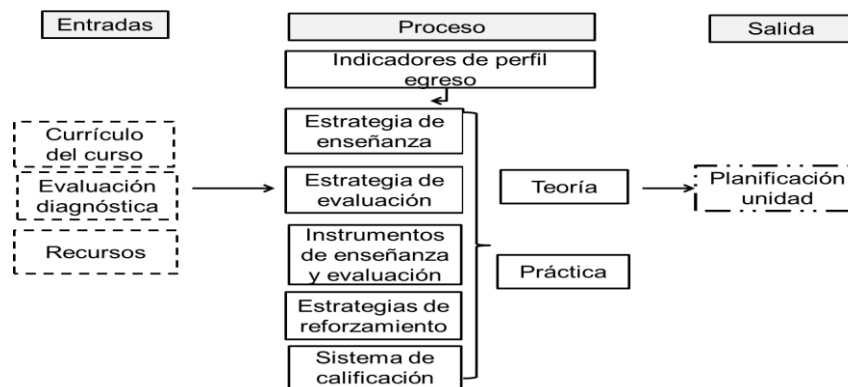 Entradas
Proceso
Salida
Indicadores de perfil
egreso
Currículo
del curso
Evaluación
diagnóstica
Recursos
Estrategia de
enseñanza
Estrategia de
evaluación
Instrumentos
de enseñanza
y evaluación
Estrategias de
reforzamiento
Sistema de
calificación
Teoría
Práctica
Planificación
unidad